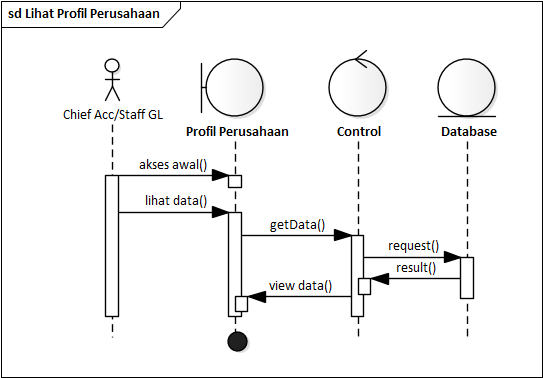 sd Lihat Profil Perusahaan
Chief Acc/Staff GL
Profil Perusahaan
Control
Database
akses awal()
lihat data()
getData()
request()
result()
view data()